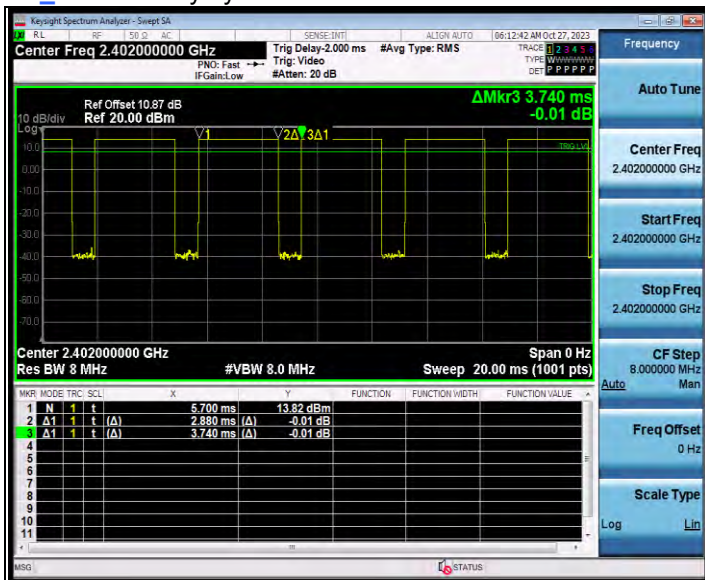 Keysight Spectrum Analyzer - Swept SA
LXI RL RF 50 Ω AC SENSE:INT ALIGN AUTO 06:12:42 AM Oct 27, 2023
Center Freq 2.402000000 GHz
PNO: Fast
IFGain:Low
Trig Delay-2.000 ms
Trig: Video
#Atten: 20 dB
#Avg Type: RMS
TRACE 1 2 3 4 5 6
TYPE WWWWWW
DET P P P P P P
Frequency
Auto Tune
Center Freq
2.402000000 GHz
Start Freq
2.402000000 GHz
Stop Freq
2.402000000 GHz
CF Step
8.000000 MHz
Auto Man
Freq Offset
0 Hz
Scale Type
Log Lin
ΔMkr3 3.740 ms
-0.01 dB
Ref Offset 10.87 dB
10 dB/div Ref 20.00 dBm
Log
1 2Δ1 3Δ1
TRIG LVL
10.0
0.00
-10.0
-20.0
-30.0
-40.0
-50.0
-60.0
-70.0
Center 2.402000000 GHz Span 0 Hz
Res BW 8 MHz #VBW 8.0 MHz Sweep 20.00 ms (1001 pts)
MKR MODE TRC SCL X Y FUNCTION FUNCTION WIDTH FUNCTION VALUE
1 N 1 t 5.700 ms 13.82 dBm
2 Δ1 1 t (Δ) 2.880 ms (Δ) -0.01 dB
3 Δ1 1 t (Δ) 3.740 ms (Δ) -0.01 dB
4
5
6
7
8
9
10
11
MSG STATUS